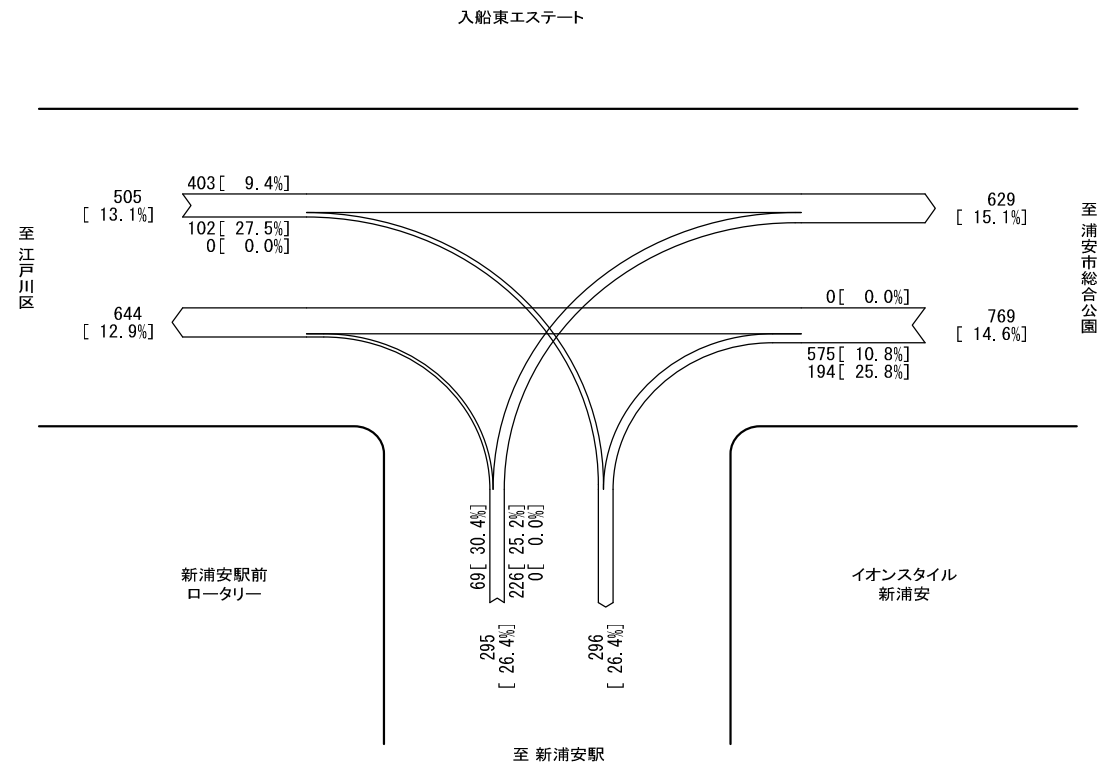 入船東エステート
403[  9.4%]
505
[ 13.1%]
102[ 27.5%]
0[  0.0%]
629
[ 15.1%]
至 江戸川区
至 浦安市総合公園
644
[ 12.9%]
0[  0.0%]
769
[ 14.6%]
575[ 10.8%]
194[ 25.8%]
69[ 30.4%]
226[ 25.2%]
0[  0.0%]
新浦安駅前
ロータリー
イオンスタイル
新浦安
295
[ 26.4%]
296
[ 26.4%]
至 新浦安駅